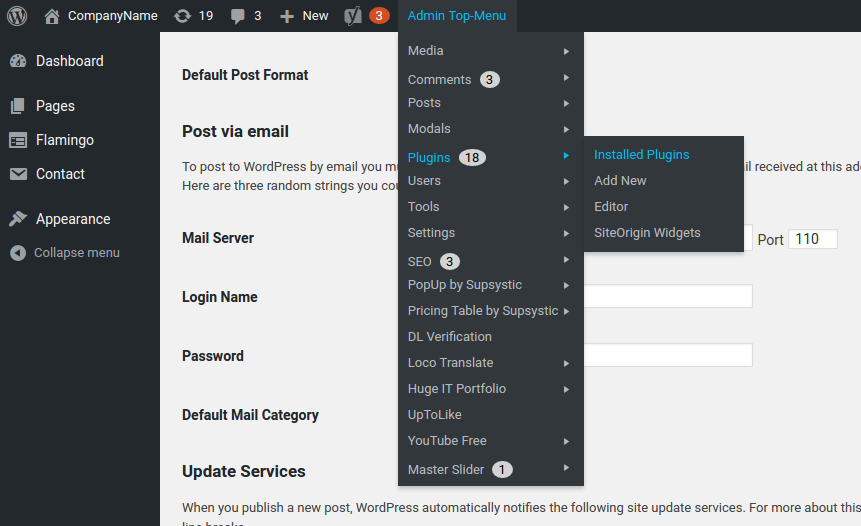 CompanyName 19 3 New 3 Admin Top-Menu
Dashboard
Pages
Flamingo
Contact
Appearance
Collapse menu
Default Post Format
Post via email
To post to WordPress by email you mu
il received at this add
Here are three random strings you cou
Mail Server
Port 110
Login Name
Password
Default Mail Category
Update Services
When you publish a new post, WordPress automatically notifies the following site update services. For more about this
line breaks
Media
Comments 3
Posts
Modals
Plugins 18
Users
Tools
Settings
SEO 3
PopUp by Supsystic
Pricing Table by Supsystic
DL Verification
Loco Translate
Huge IT Portfolio
UpToLike
YouTube Free
Master Slider 1
Installed Plugins
Add New
Editor
SiteOrigin Widgets